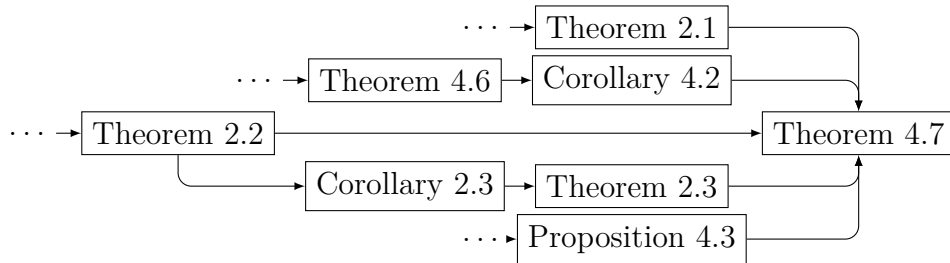 ··· Theorem 2.1
··· Theorem 4.6 Corollary 4.2
··· Theorem 2.2 Theorem 4.7
Corollary 2.3 Theorem 2.3
··· Proposition 4.3